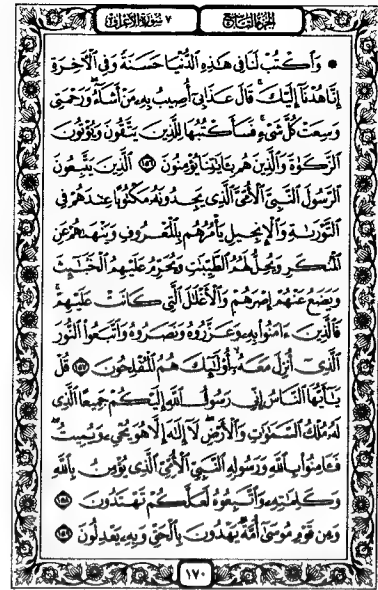 الجزء التاسع ٧ سورة الأعراف
۞ وَٱكۡتُبۡ لَنَا فِي هَٰذِهِ ٱلدُّنۡيَا حَسَنَةٗ وَفِي ٱلۡأٓخِرَةِ
إِنَّا هُدۡنَآ إِلَيۡكَۚ قَالَ عَذَابِيٓ أُصِيبُ بِهِۦ مَنۡ أَشَآءُۖ وَرَحۡمَتِي
وَسِعَتۡ كُلَّ شَيۡءٖۚ فَسَأَكۡتُبُهَا لِلَّذِينَ يَتَّقُونَ وَيُؤۡتُونَ
ٱلزَّكَوٰةَ وَٱلَّذِينَ هُم بِـَٔايَٰتِنَا يُؤۡمِنُونَ ١٥٦ ٱلَّذِينَ يَتَّبِعُونَ
ٱلرَّسُولَ ٱلنَّبِيَّ ٱلۡأُمِّيَّ ٱلَّذِي يَجِدُونَهُۥ مَكۡتُوبًا عِندَهُمۡ فِي
ٱلتَّوۡرَىٰةِ وَٱلۡإِنجِيلِ يَأۡمُرُهُم بِٱلۡمَعۡرُوفِ وَيَنۡهَىٰهُمۡ عَنِ
ٱلۡمُنكَرِ وَيُحِلُّ لَهُمُ ٱلطَّيِّبَٰتِ وَيُحَرِّمُ عَلَيۡهِمُ ٱلۡخَبَٰٓئِثَ
وَيَضَعُ عَنۡهُمۡ إِصۡرَهُمۡ وَٱلۡأَغۡلَٰلَ ٱلَّتِي كَانَتۡ عَلَيۡهِمۡۚ
فَٱلَّذِينَ ءَامَنُواْ بِهِۦ وَعَزَّرُوهُ وَنَصَرُوهُ وَٱتَّبَعُواْ ٱلنُّورَ
ٱلَّذِيٓ أُنزِلَ مَعَهُۥٓ أُوْلَٰٓئِكَ هُمُ ٱلۡمُفۡلِحُونَ ١٥٧ قُلۡ
يَٰٓأَيُّهَا ٱلنَّاسُ إِنِّي رَسُولُ ٱللَّهِ إِلَيۡكُمۡ جَمِيعًا ٱلَّذِي
لَهُۥ مُلۡكُ ٱلسَّمَٰوَٰتِ وَٱلۡأَرۡضِۖ لَآ إِلَٰهَ إِلَّا هُوَ يُحۡيِۦ وَيُمِيتُۖ
فَـَٔامِنُواْ بِٱللَّهِ وَرَسُولِهِ ٱلنَّبِيِّ ٱلۡأُمِّيِّ ٱلَّذِي يُؤۡمِنُ بِٱللَّهِ
وَكَلِمَٰتِهِۦ وَٱتَّبِعُوهُ لَعَلَّكُمۡ تَهۡتَدُونَ ١٥٨
وَمِن قَوۡمِ مُوسَىٰٓ أُمَّةٞ يَهۡدُونَ بِٱلۡحَقِّ وَبِهِۦ يَعۡدِلُونَ ١٥٩
١٧٠